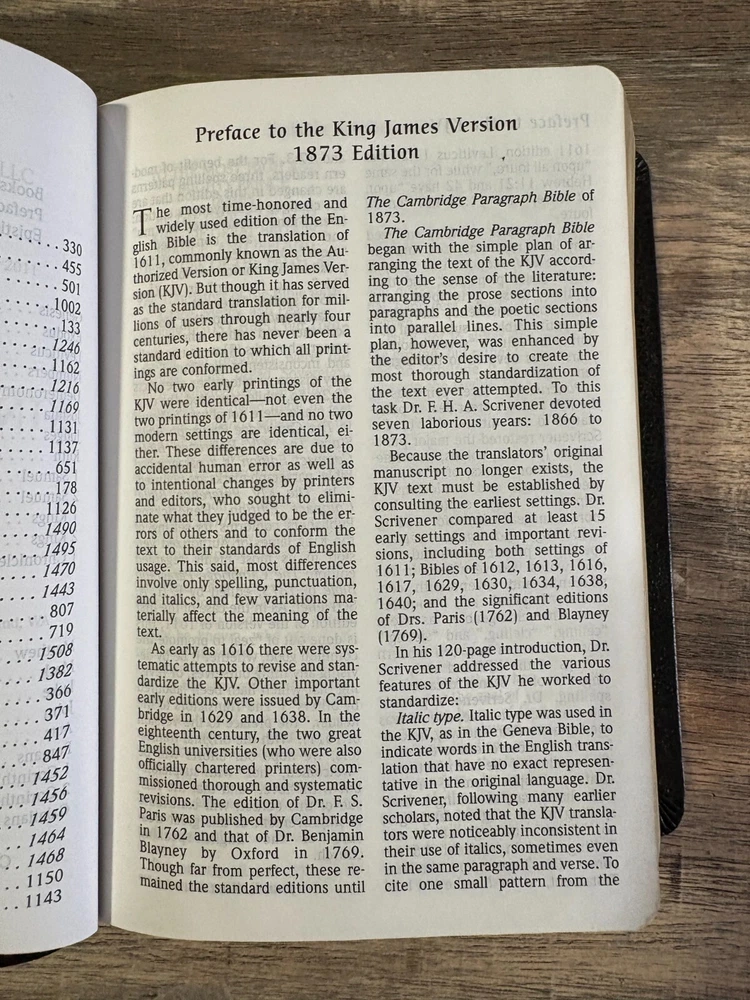 330
455
501
1002
133
1246
1162
1216
1169
1131
1137
651
178
1126
1490
1495
1470
1443
807
719
1508
1382
366
371
417
847
1452
1456
1459
1464
1468
1150
1143
Preface to the King James Version
1873 Edition
The most time-honored and
widely used edition of the En-
glish Bible is the translation of
1611, commonly known as the Au-
thorized Version or King James Ver-
sion (KJV). But though it has served
as the standard translation for mil-
lions of users through nearly four
centuries, there has never been a
standard edition to which all print-
ings are conformed.
No two early printings of the
KJV were identical—not even the
two printings of 1611—and no two
modern settings are identical, ei-
ther. These differences are due to
accidental human error as well as
to intentional changes by printers
and editors, who sought to elimi-
nate what they judged to be the er-
rors of others and to conform the
text to their standards of English
usage. This said, most differences
involve only spelling, punctuation,
and italics, and few variations ma-
terially affect the meaning of the
text.
As early as 1616 there were sys-
tematic attempts to revise and stan-
dardize the KJV. Other important
early editions were issued by Cam-
bridge in 1629 and 1638. In the
eighteenth century, the two great
English universities (who were also
officially chartered printers) com-
missioned thorough and systematic
revisions. The edition of Dr. F. S.
Paris was published by Cambridge
in 1762 and that of Dr. Benjamin
Blayney by Oxford in 1769.
Though far from perfect, these re-
mained the standard editions until
The Cambridge Paragraph Bible of
1873.
The Cambridge Paragraph Bible
began with the simple plan of ar-
ranging the text of the KJV accord-
ing to the sense of the literature:
arranging the prose sections into
paragraphs and the poetic sections
into parallel lines. This simple
plan, however, was enhanced by
the editor's desire to create the
most thorough standardization of
the text ever attempted. To this
task Dr. F. H. A. Scrivener devoted
seven laborious years: 1866 to
1873.
Because the translators' original
manuscript no longer exists, the
KJV text must be established by
consulting the earliest settings. Dr.
Scrivener compared at least 15
early settings and important revi-
sions, including both settings of
1611; Bibles of 1612, 1613, 1616,
1617, 1629, 1630, 1634, 1638,
1640; and the significant editions
of Drs. Paris (1762) and Blayney
(1769).
In his 120-page introduction, Dr.
Scrivener addressed the various
features of the KJV he worked to
standardize:
Italic type. Italic type was used in
the KJV, as in the Geneva Bible, to
indicate words in the English trans-
lation that have no exact represen-
tative in the original language. Dr.
Scrivener, following many earlier
scholars, noted that the KJV transla-
tors were noticeably inconsistent in
their use of italics, sometimes even
in the same paragraph and verse. To
cite one small pattern from the